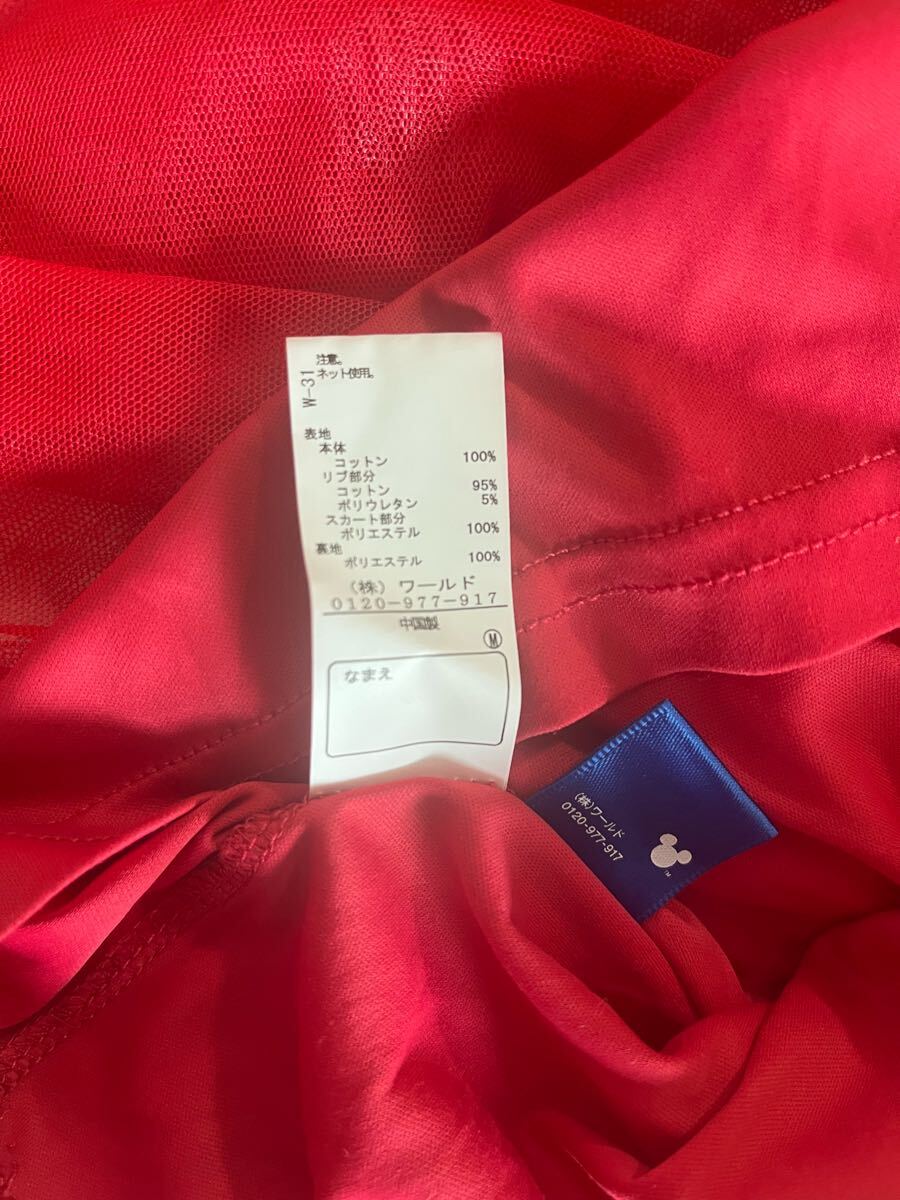 注意。
ネット使用。
W-31
表地
本体
コットン 100%
リブ部分
コットン 95%
ポリウレタン 5%
スカート部分
ポリエステル 100%
裏地
ポリエステル 100%
(株) ワールド
0120-977-917
中国製
M
なまえ
(株)ワールド
0120-977-917
TM